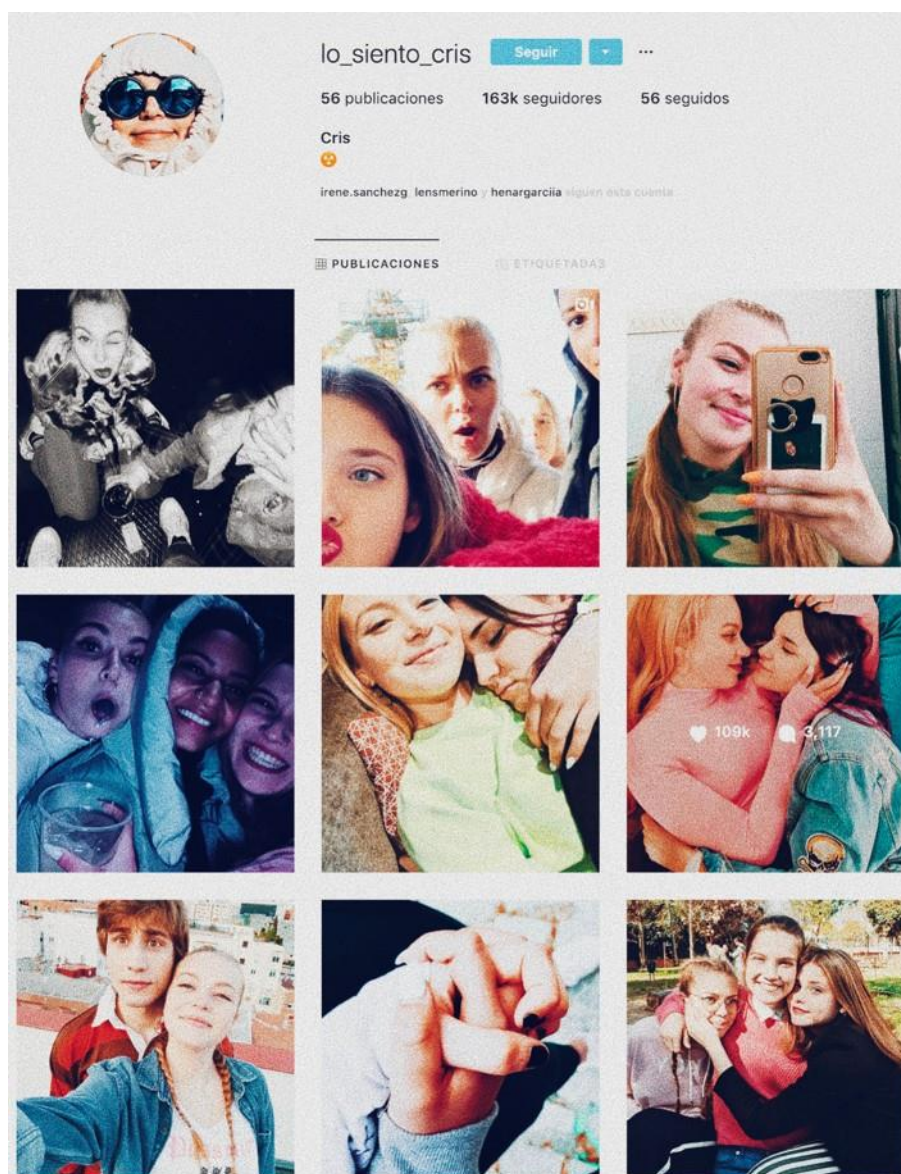 lo_siento_cris Seguir
56 publicaciones 163k seguidores 56 seguidos
Cris
irene.sanchezg, lensmerino y henargarciia siguen esta cuenta
PUBLICACIONES ETIQUETADAS
109k 3,117